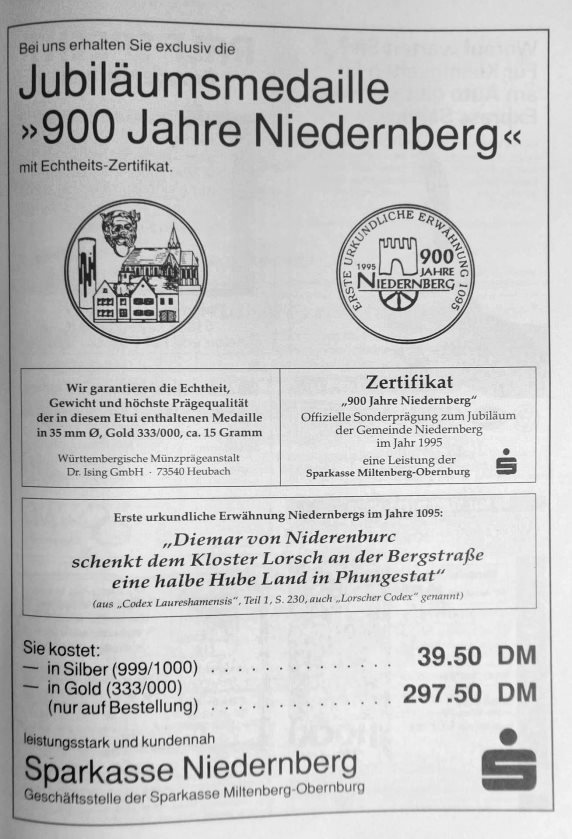 Bei uns erhalten Sie exclusiv die
Jubiläumsmedaille
»900 Jahre Niedernberg«
mit Echtheits-Zertifikat.
ERSTE URKUNDLICHE ERWÄHNUNG 1095
1995
900
JAHRE
NIEDERNBERG
Wir garantieren die Echtheit,
Gewicht und höchste Prägequalität
der in diesem Etui enthaltenen Medaille
in 35 mm Ø, Gold 333/000, ca. 15 Gramm
Württembergische Münzprägeanstalt
Dr. Ising GmbH · 73540 Heubach
Zertifikat
„900 Jahre Niedernberg"
Offizielle Sonderprägung zum Jubiläum
der Gemeinde Niedernberg
im Jahr 1995
eine Leistung der
Sparkasse Miltenberg-Obernburg
Erste urkundliche Erwähnung Niedernbergs im Jahre 1095:
„Diemar von Niderenburc
schenkt dem Kloster Lorsch an der Bergstraße
eine halbe Hube Land in Phungestat"
(aus „Codex Laureshamensis", Teil 1, S. 230, auch „Lorscher Codex" genannt)
Sie kostet:
— in Silber (999/1000) . . . . . . . . . . . . . . 39.50 DM
— in Gold (333/000) 297.50 DM
(nur auf Bestellung) . . . . . . . . . . . . . .
leistungsstark und kundennah
Sparkasse Niedernberg
Geschäftsstelle der Sparkasse Miltenberg-Obernburg